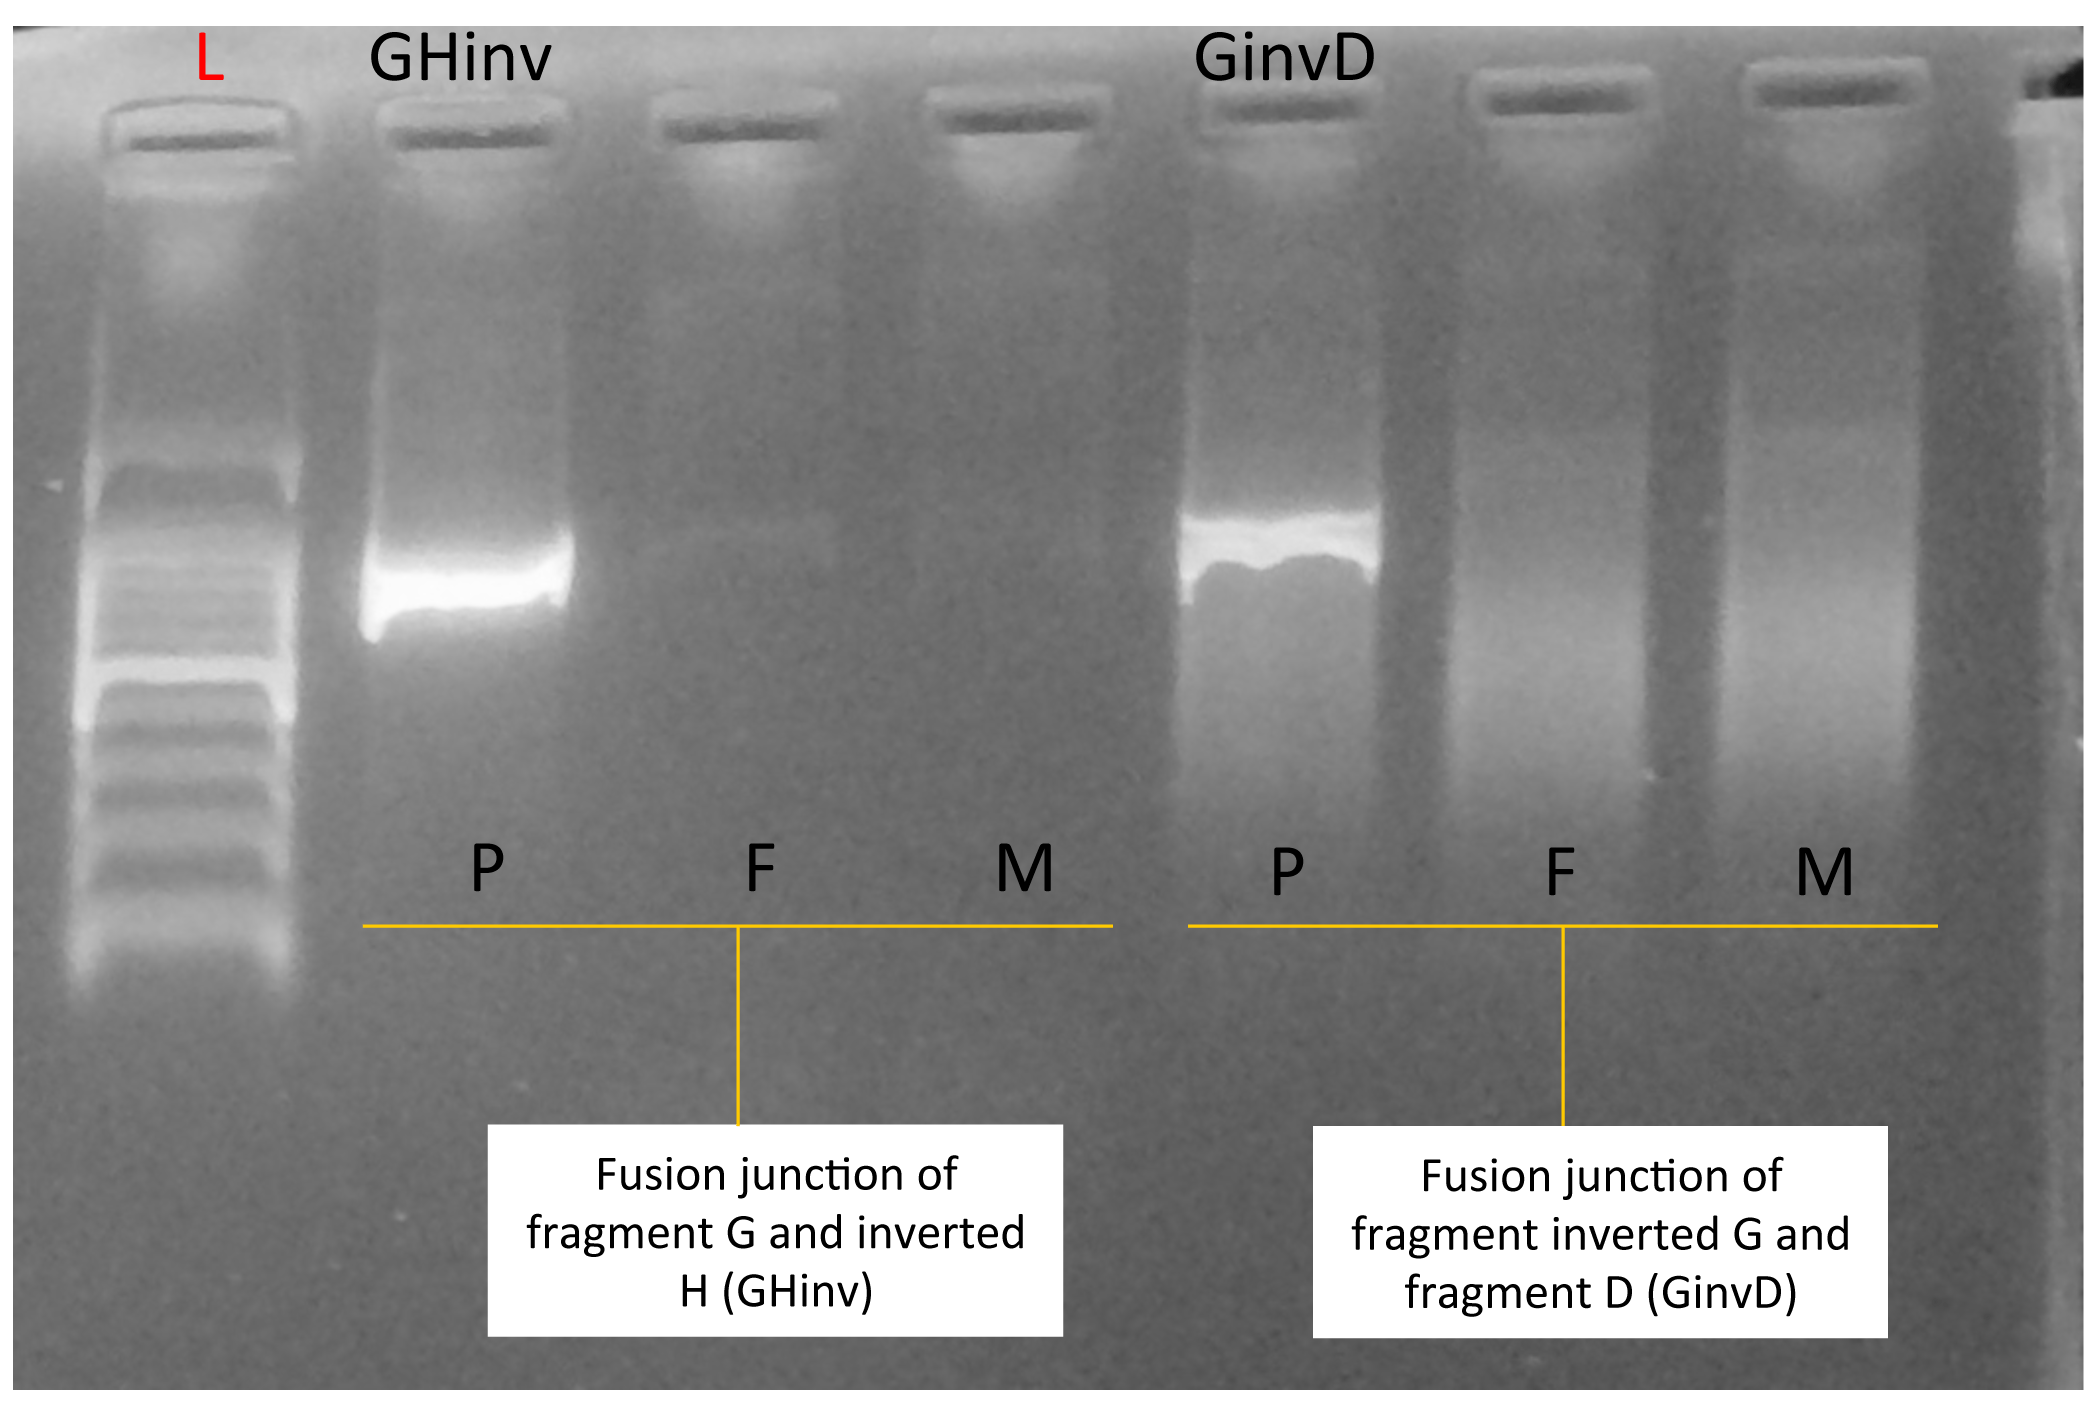 L
GHinv
GinvD
P
F
M
P
F
M
Fusion junction of
fragment G and inverted
H (GHinv)
Fusion junction of
fragment inverted G and
fragment D (GinvD)